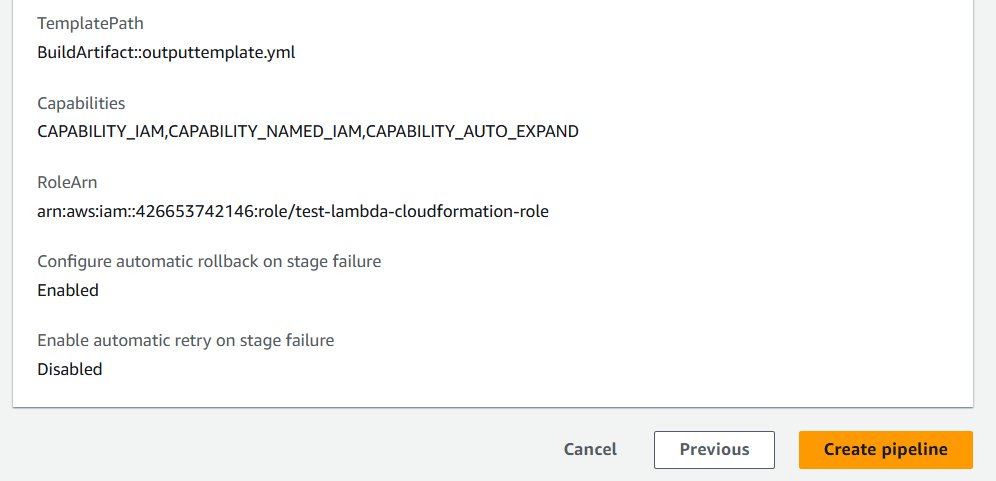 TemplatePath
BuildArtifact::outputtemplate.yml
Capabilities
CAPABILITY_IAM,CAPABILITY_NAMED_IAM,CAPABILITY_AUTO_EXPAND
RoleArn
arn:aws:iam::426653742146:role/test-lambda-cloudformation-role
Configure automatic rollback on stage failure
Enabled
Enable automatic retry on stage failure
Disabled
Cancel Previous Create pipeline